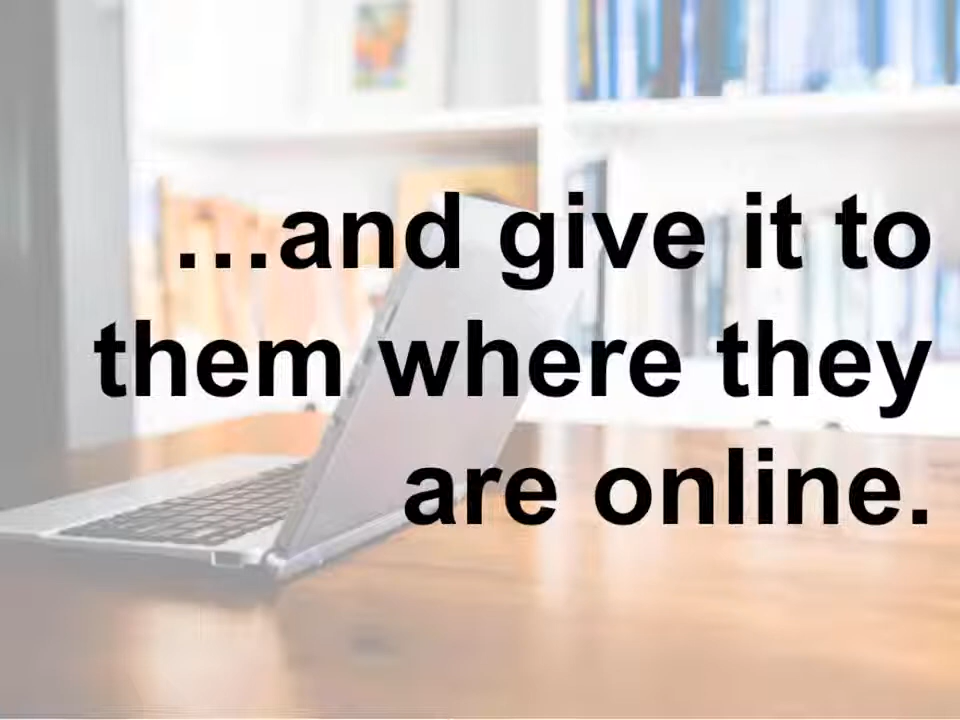 …and give it to
them where they
are online.